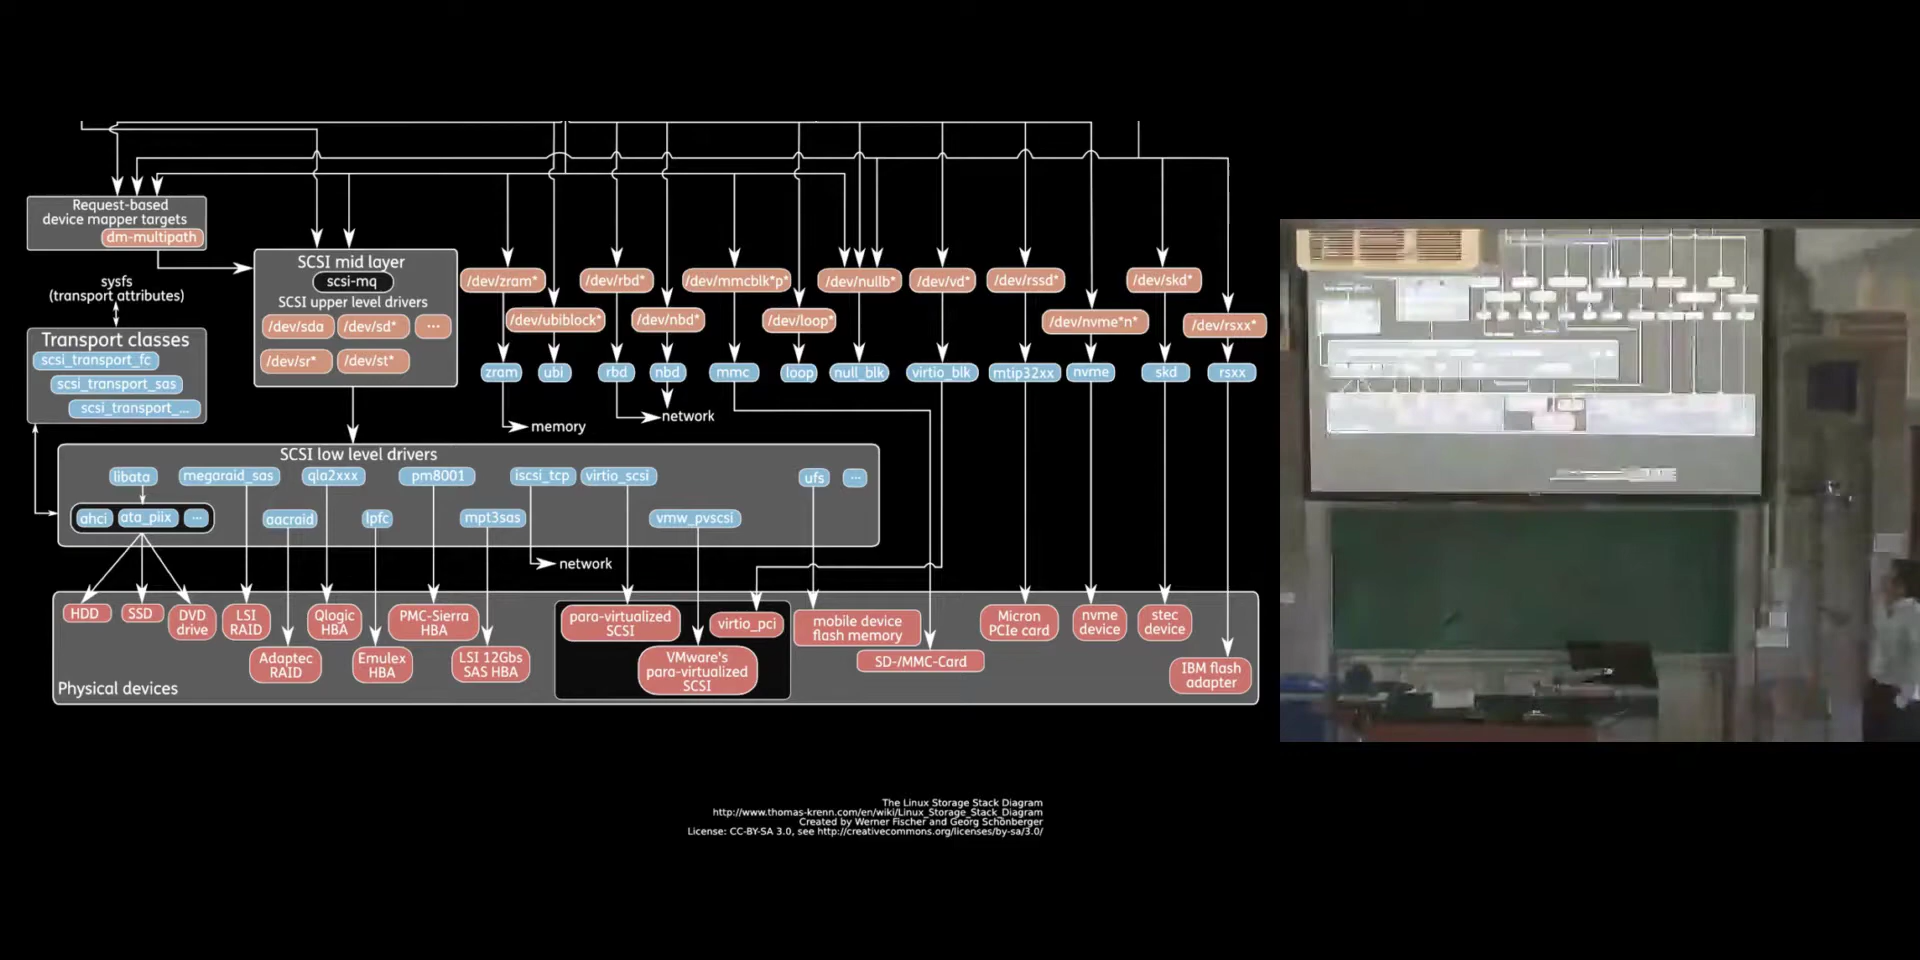 Request-based
device mapper targets
dm-multipath
sysfs
(transport attributes)
Transport classes
scsi_transport_fc
scsi_transport_sas
scsi_transport_...
SCSI mid layer
scsi-mq
SCSI upper level drivers
/dev/sda /dev/sd* ...
/dev/sr* /dev/st*
/dev/zram* /dev/rbd* /dev/mmcblk*p* /dev/nullb* /dev/vd* /dev/rssd* /dev/skd*
/dev/ubiblock* /dev/nbd* /dev/loop* /dev/nvme*n* /dev/rsxx*
zram ubi rbd nbd mmc loop null_blk virtio_blk mtip32xx nvme skd rsxx
memory network
SCSI low level drivers
libata megaraid_sas qla2xxx pm8001 iscsi_tcp virtio_scsi ufs ...
ahci ata_piix ... aacraid lpfc mpt3sas vmw_pvscsi
network
HDD SSD
DVD
drive
LSI
RAID
Adaptec
RAID
Qlogic
HBA
Emulex
HBA
PMC-Sierra
HBA
LSI 12Gbs
SAS HBA
para-virtualized
SCSI
VMware's
para-virtualized
SCSI
virtio_pci
mobile device
flash memory
SD-/MMC-Card
Micron
PCIe card
nvme
device
stec
device
IBM flash
adapter
Physical devices
The Linux Storage Stack Diagram
http://www.thomas-krenn.com/en/wiki/Linux_Storage_Stack_Diagram
Created by Werner Fischer and Georg Schönberger
License: CC-BY-SA 3.0, see http://creativecommons.org/licenses/by-sa/3.0/